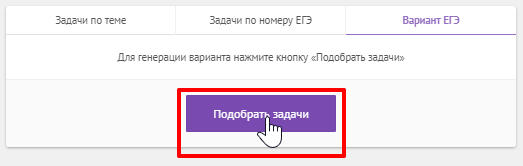 Задачи по теме
Задачи по номеру ЕГЭ
Вариант ЕГЭ
Для генерации варианта нажмите кнопку «Подобрать задачи»
Подобрать задачи